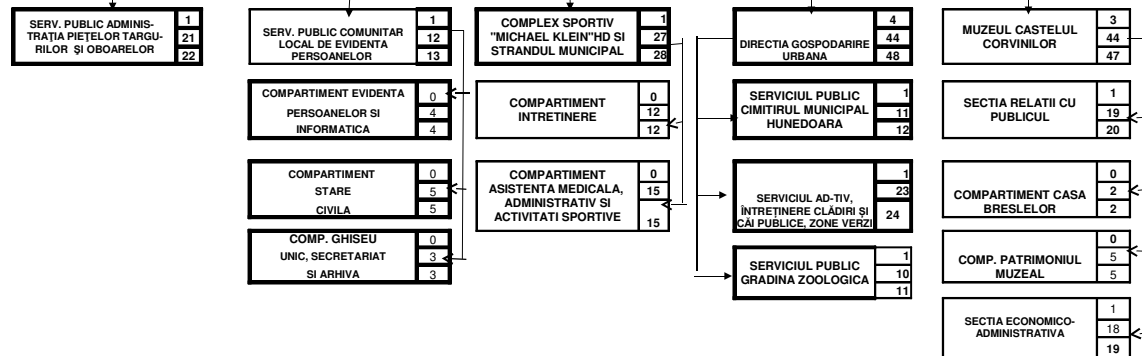 SERV. PUBLIC ADMINIS-
TRAŢIA PIEŢELOR TARGU-
RILOR ŞI OBOARELOR
1
21
22
SERV. PUBLIC COMUNITAR
LOCAL DE EVIDENTA
PERSOANELOR
1
12
13
COMPARTIMENT EVIDENTA
PERSOANELOR SI
INFORMATICA
0
4
4
COMPARTIMENT
STARE
CIVILA
0
5
5
COMP. GHISEU
UNIC, SECRETARIAT
SI ARHIVA
0
3
3
COMPLEX SPORTIV
"MICHAEL KLEIN"HD SI
STRANDUL MUNICIPAL
1
27
28
COMPARTIMENT
INTRETINERE
0
12
12
COMPARTIMENT
ASISTENTA MEDICALA,
ADMINISTRATIV SI
ACTIVITATI SPORTIVE
0
15
15
DIRECTIA GOSPODARIRE
URBANA
4
44
48
SERVICIUL PUBLIC
CIMITIRUL MUNICIPAL
HUNEDOARA
1
11
12
SERVICIUL AD-TIV,
ÎNTREŢINERE CLĂDIRI ŞI
CĂI PUBLICE, ZONE VERZI
1
23
24
SERVICIUL PUBLIC
GRADINA ZOOLOGICA
1
10
11
MUZEUL CASTELUL
CORVINILOR
3
44
47
SECTIA RELATII CU
PUBLICUL
1
19
20
COMPARTIMENT CASA
BRESLELOR
0
2
2
COMP. PATRIMONIUL
MUZEAL
0
5
5
SECTIA ECONOMICO-
ADMINISTRATIVA
1
18
19